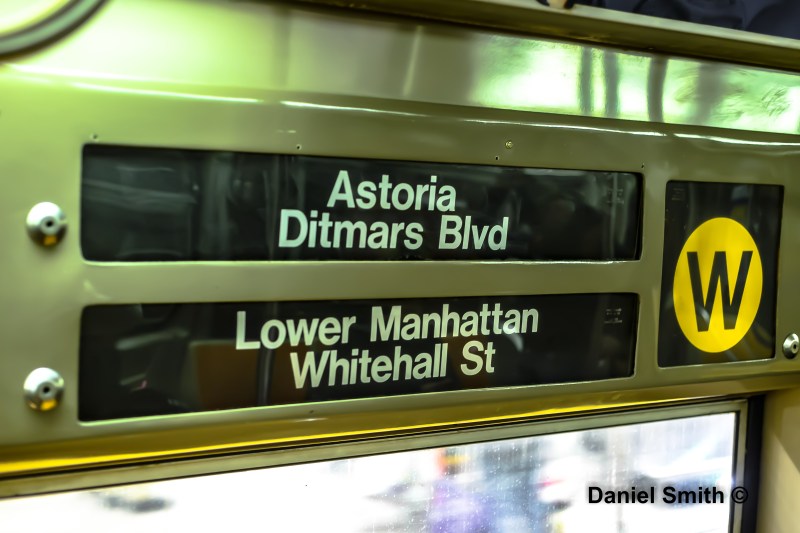 Astoria
Ditmars Blvd
W
Lower Manhattan
Whitehall St
Daniel Smith ©